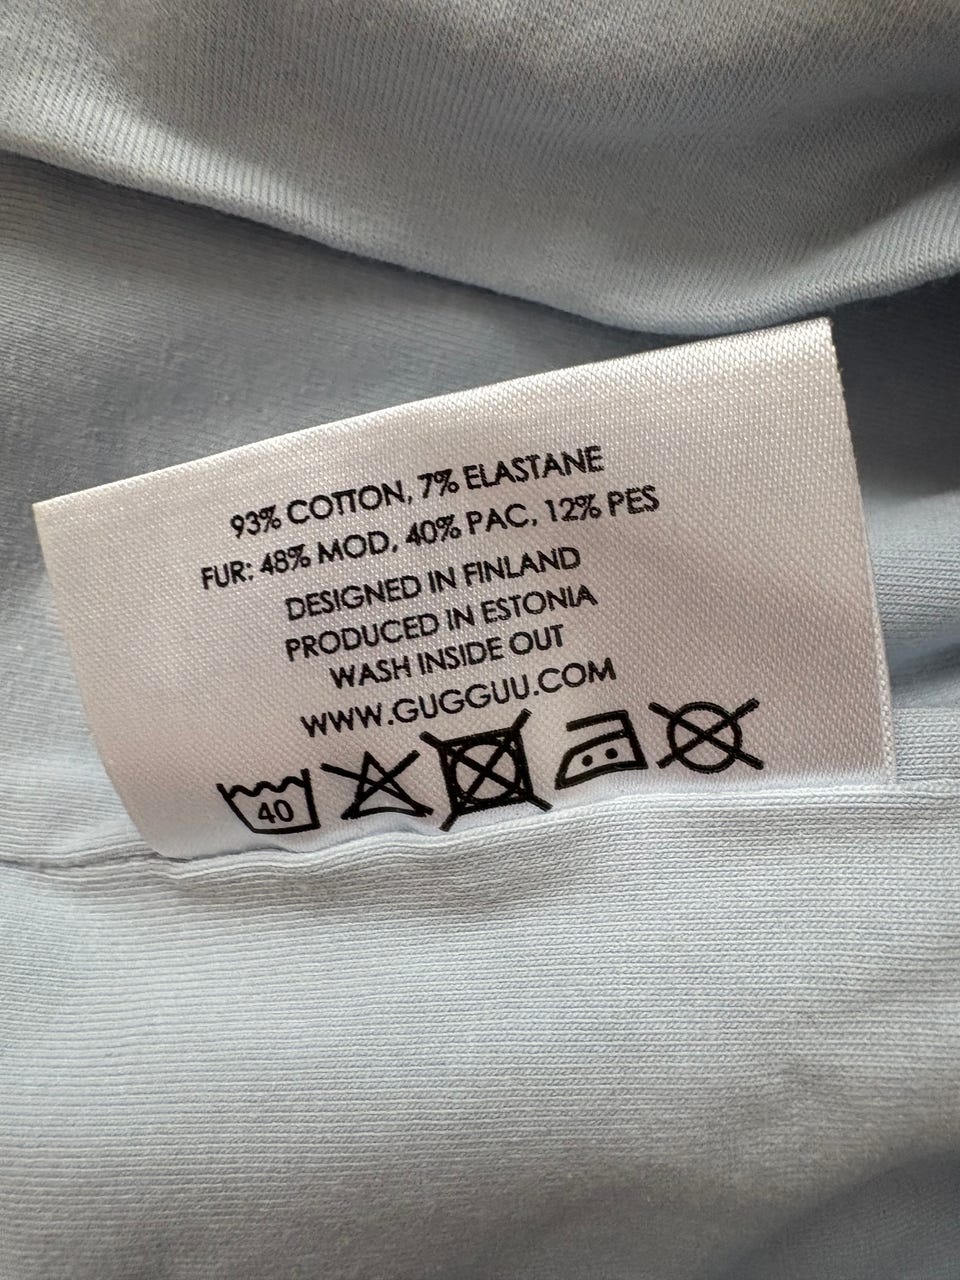 93% COTTON, 7% ELASTANE
FUR: 48% MOD, 40% PAC, 12% PES
DESIGNED IN FINLAND
PRODUCED IN ESTONIA
WASH INSIDE OUT
WWW.GUGGUU.COM
40